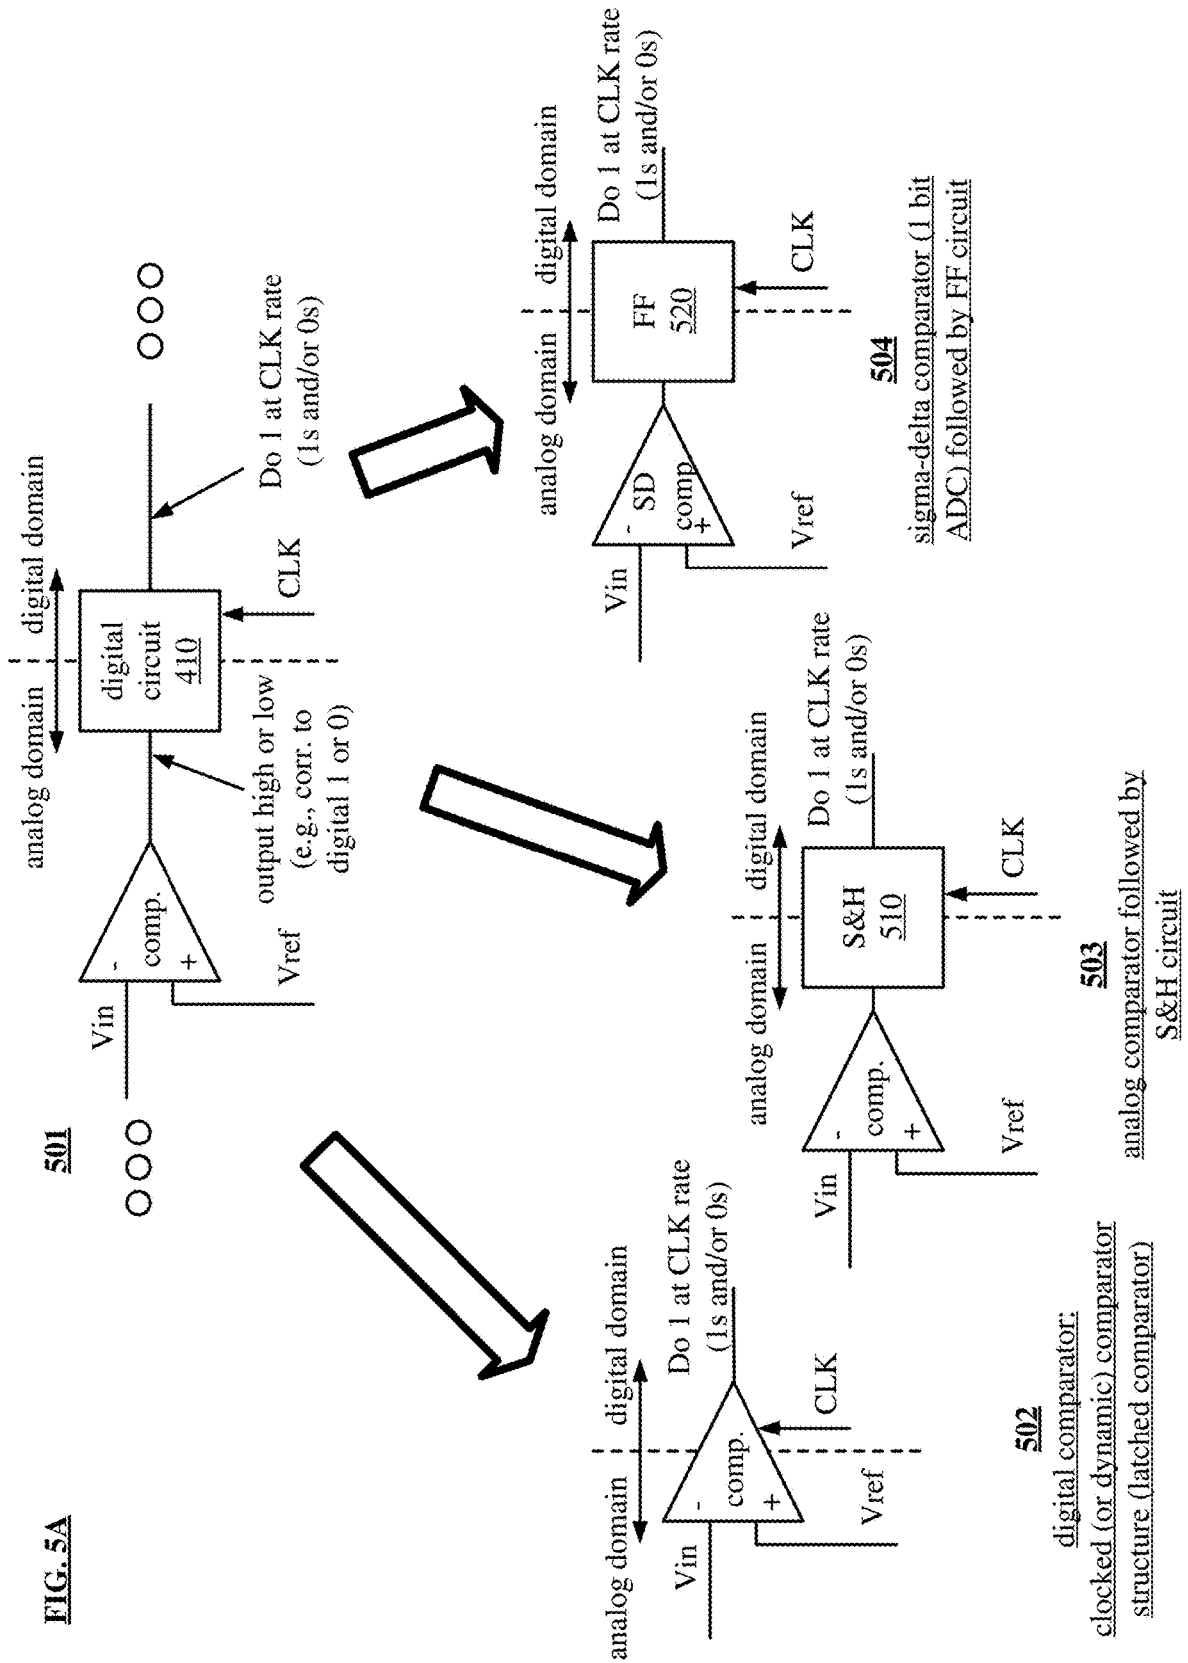 FIG. 5A
501
analog domain
digital domain
Vin
-
comp.
+
Vref
digital
circuit
410
CLK
output high or low
(e.g., corr. to
digital 1 or 0)
Do 1 at CLK rate
(1s and/or 0s)
analog domain
digital domain
Vin
-
comp.
+
Vref
CLK
Do 1 at CLK rate
(1s and/or 0s)
502
digital comparator:
clocked (or dynamic) comparator
structure (latched comparator)
analog domain
digital domain
Vin
-
comp.
+
Vref
S&H
510
CLK
Do 1 at CLK rate
(1s and/or 0s)
503
analog comparator followed by
S&H circuit
analog domain
digital domain
Vin
-
SD
comp
+
Vref
FF
520
CLK
Do 1 at CLK rate
(1s and/or 0s)
504
sigma-delta comparator (1 bit
ADC) followed by FF circuit